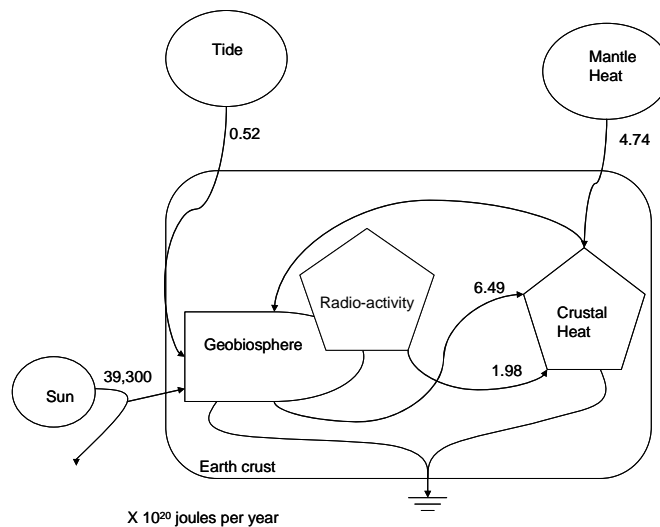 Tide
Mantle
Heat
0.52
4.74
Radio-activity
6.49
Crustal
Heat
Geobiosphere
39,300
1.98
Sun
Earth crust
X 10²⁰ joules per year